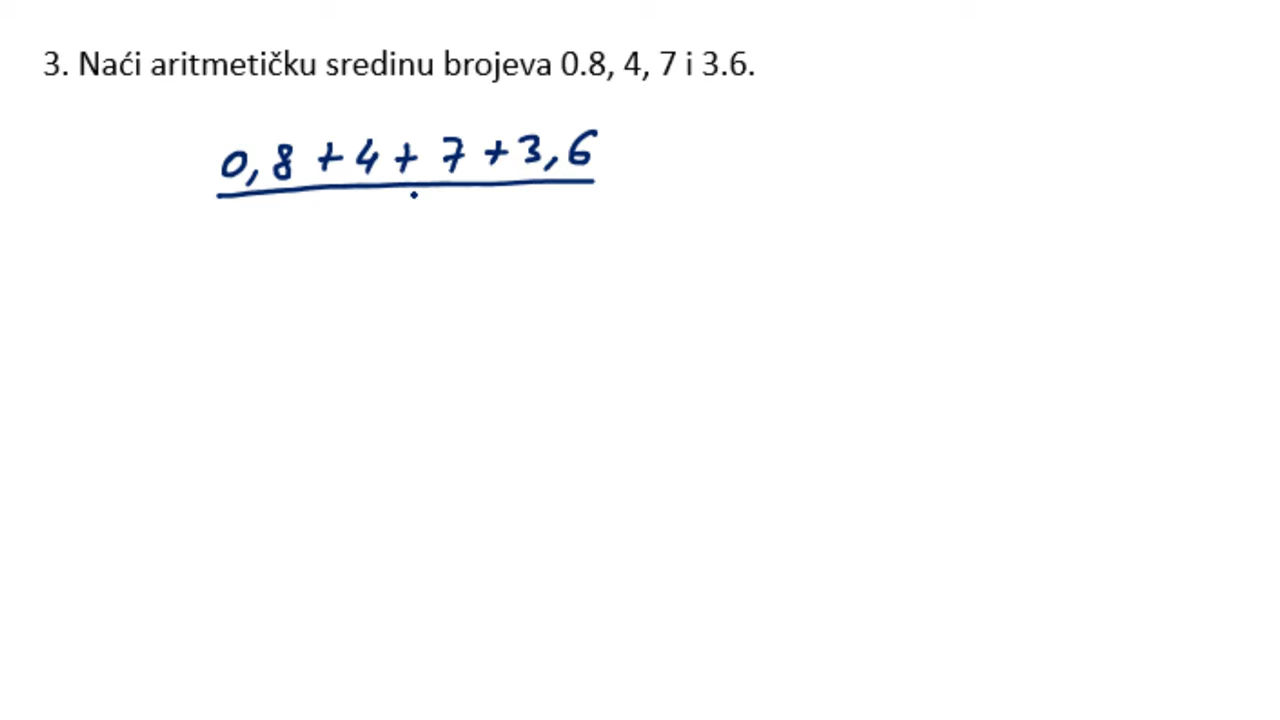 3. Naći aritmetičku sredinu brojeva 0.8, 4, 7 i 3.6.
0,8 + 4 + 7 + 3,6